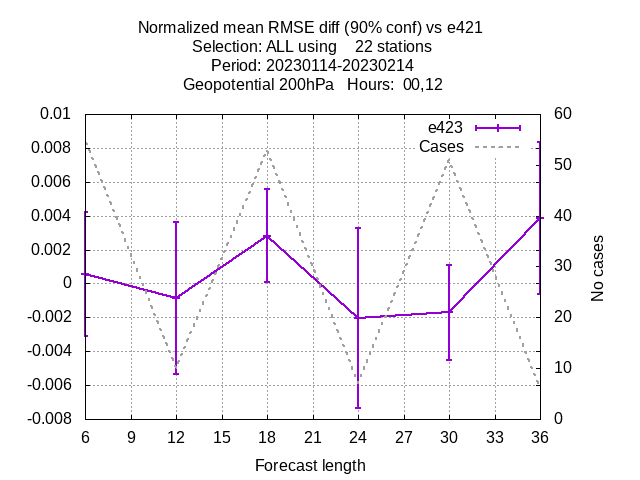 Normalized mean RMSE diff (90% conf) vs e421
Selection: ALL using    22 stations
Period: 20230114-20230214
Geopotential 200hPa   Hours:  00,12
e423
Cases
0.01
0.008
0.006
0.004
0.002
0
-0.002
-0.004
-0.006
-0.008
60
50
40
30
20
10
0
No cases
6 9 12 15 18 21 24 27 30 33 36
Forecast length